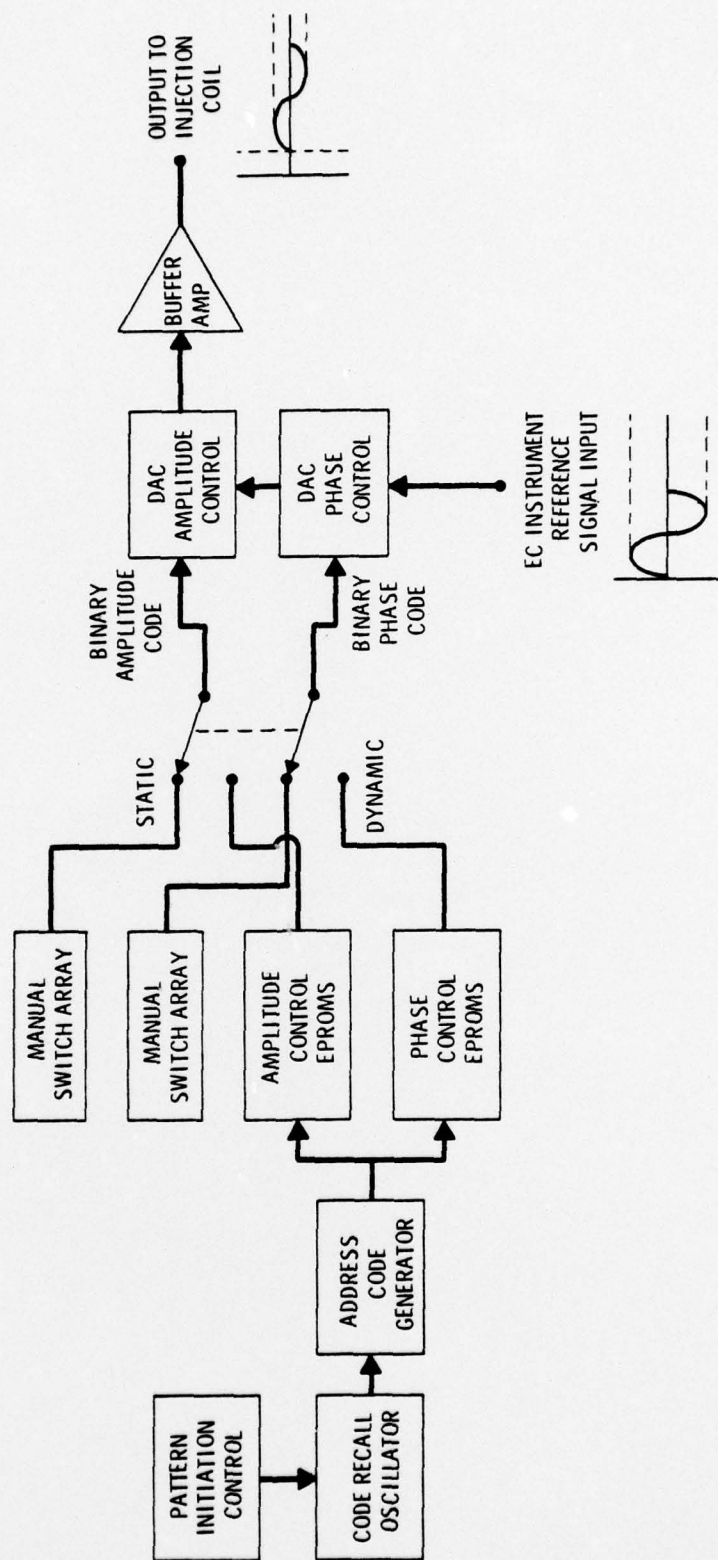 PATTERN
INITIATION
CONTROL
CODE RECALL
OSCILLATOR
ADDRESS
CODE
GENERATOR
MANUAL
SWITCH ARRAY
MANUAL
SWITCH ARRAY
AMPLITUDE
CONTROL
EPROMS
PHASE
CONTROL
EPROMS
STATIC
DYNAMIC
BINARY
AMPLITUDE
CODE
BINARY
PHASE
CODE
DAC
AMPLITUDE
CONTROL
DAC
PHASE
CONTROL
EC INSTRUMENT
REFERENCE
SIGNAL INPUT
BUFFER
AMP
OUTPUT TO
INJECTION
COIL